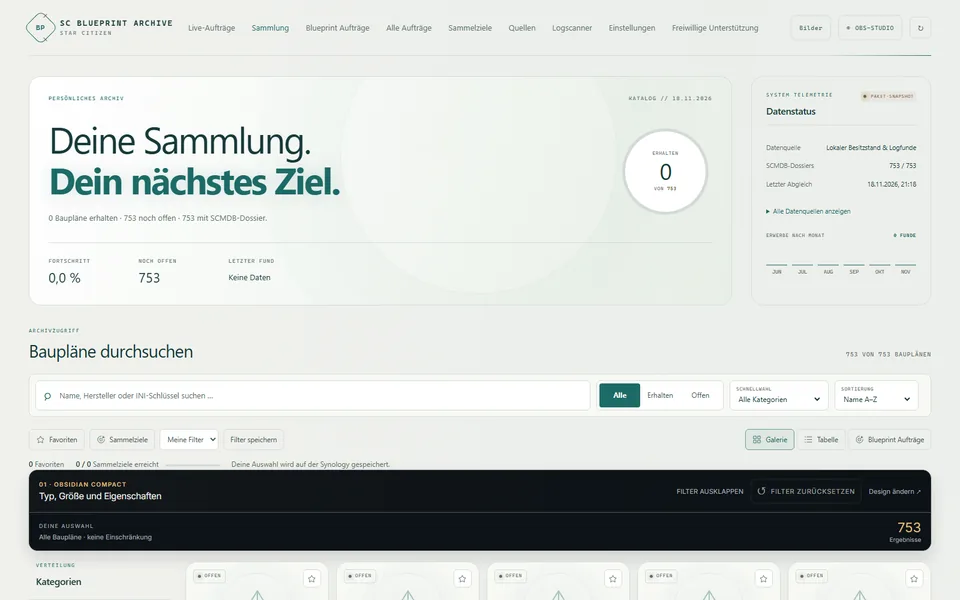 BP
SC BLUEPRINT ARCHIVE
STAR CITIZEN
Live-Aufträge
Sammlung
Blueprint Aufträge
Alle Aufträge
Sammelziele
Quellen
Logscanner
Einstellungen
Freiwillige Unterstützung
Bilder
OBS-STUDIO
PERSÖNLICHES ARCHIV
KATALOG // 18.11.2026
Deine Sammlung.
Dein nächstes Ziel.
0 Baupläne erhalten · 753 noch offen · 753 mit SCMDB-Dossier.
ERHALTEN
0
VON 753
FORTSCHRITT
0,0 %
NOCH OFFEN
753
LETZTER FUND
Keine Daten
SYSTEM TELEMETRIE
PAKET-SNAPSHOT
Datenstatus
Datenquelle
Lokaler Besitzstand & Logfunde
SCMDB-Dossiers
753 / 753
Letzter Abgleich
18.11.2026, 21:18
▶ Alle Datenquellen anzeigen
ERWERBE NACH MONAT
0 FUNDE
JUN
JUL
AUG
SEP
OKT
NOV
ARCHIVZUGRIFF
Baupläne durchsuchen
753 VON 753 BAUPLÄNEN
Name, Hersteller oder INI-Schlüssel suchen ...
Alle
Erhalten
Offen
SCHNELLWAHL
Alle Kategorien
SORTIERUNG
Name A–Z
Favoriten
Sammelziele
Meine Filter
Filter speichern
Galerie
Tabelle
Blueprint Aufträge
0 Favoriten
0 / 0 Sammelziele erreicht
Deine Auswahl wird auf der Synology gespeichert.
01 · OBSIDIAN COMPACT
Typ, Größe und Eigenschaften
FILTER AUSKLAPPEN
FILTER ZURÜCKSETZEN
Design ändern ↗
DEINE AUSWAHL
Alle Baupläne · keine Einschränkung
753
Ergebnisse
VERTEILUNG
Kategorien
OFFEN
OFFEN
OFFEN
OFFEN
OFFEN